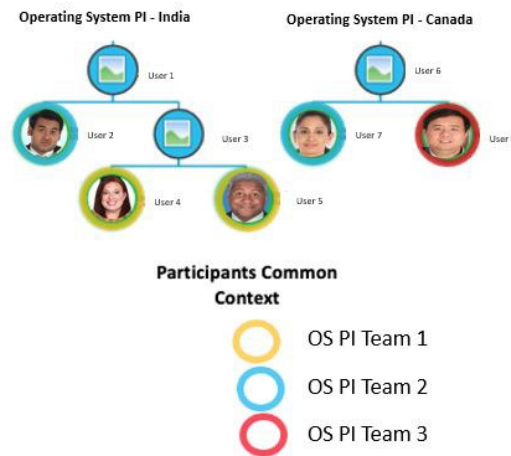 Operating System PI - India
Operating System PI - Canada
User 1
User 6
User 2
User 3
User 7
User
User 4
User 5
Participants Common
Context
OS PI Team 1
OS PI Team 2
OS PI Team 3